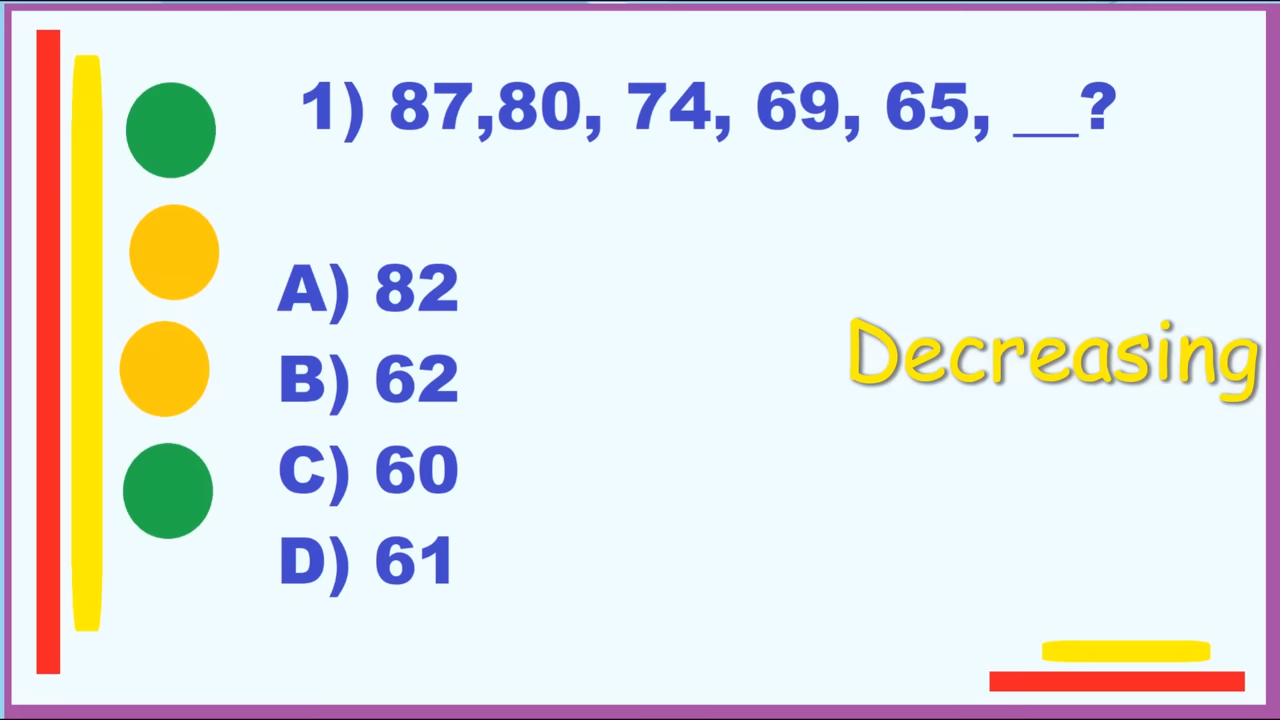 1) 87,80, 74, 69, 65, __?
A) 82
B) 62
Decreasing
C) 60
D) 61